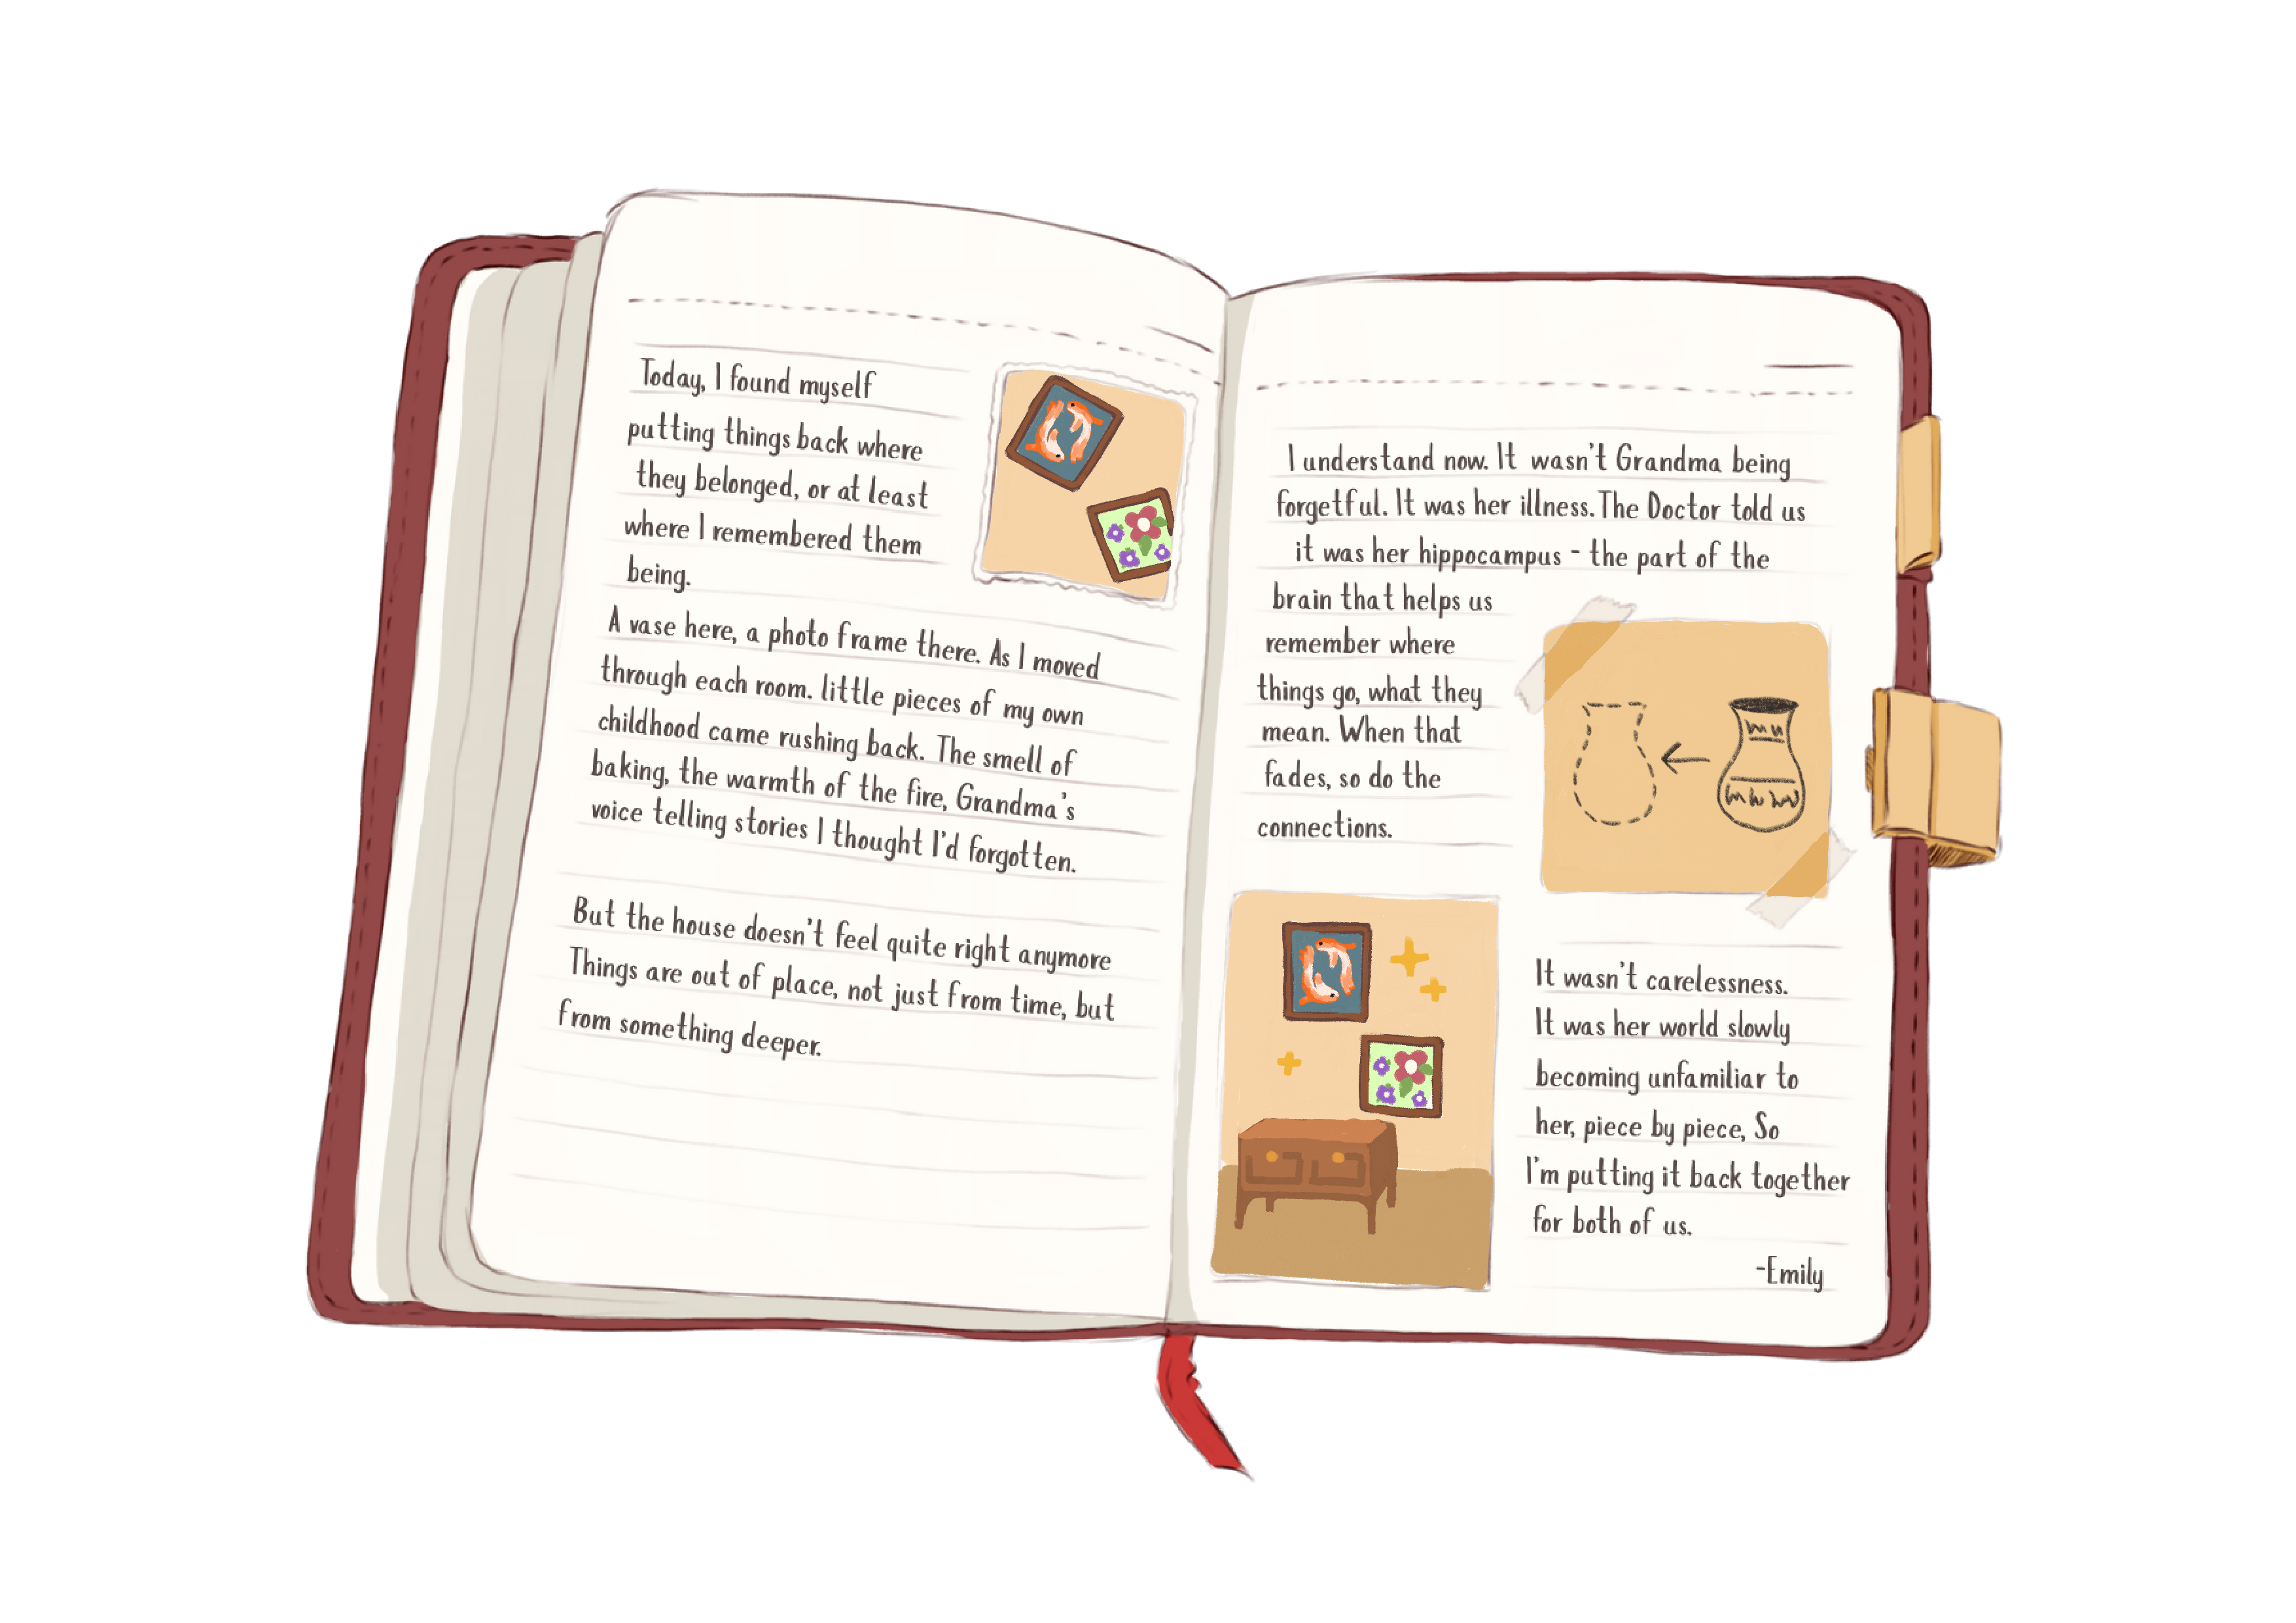 Today, I found myself
putting things back where
they belonged, or at least
where I remembered them
being.
A vase here, a photo frame there. As I moved
through each room. little pieces of my own
childhood came rushing back. The smell of
baking, the warmth of the fire, Grandma's
voice telling stories I thought I'd forgotten.
But the house doesn't feel quite right anymore
Things are out of place, not just from time, but
from something deeper.
I understand now. It wasn't Grandma being
forgetful. It was her illness. The Doctor told us
it was her hippocampus - the part of the
brain that helps us
remember where
things go, what they
mean. When that
fades, so do the
connections.
It wasn't carelessness.
It was her world slowly
becoming unfamiliar to
her, piece by piece, So
I'm putting it back together
for both of us.
-Emily